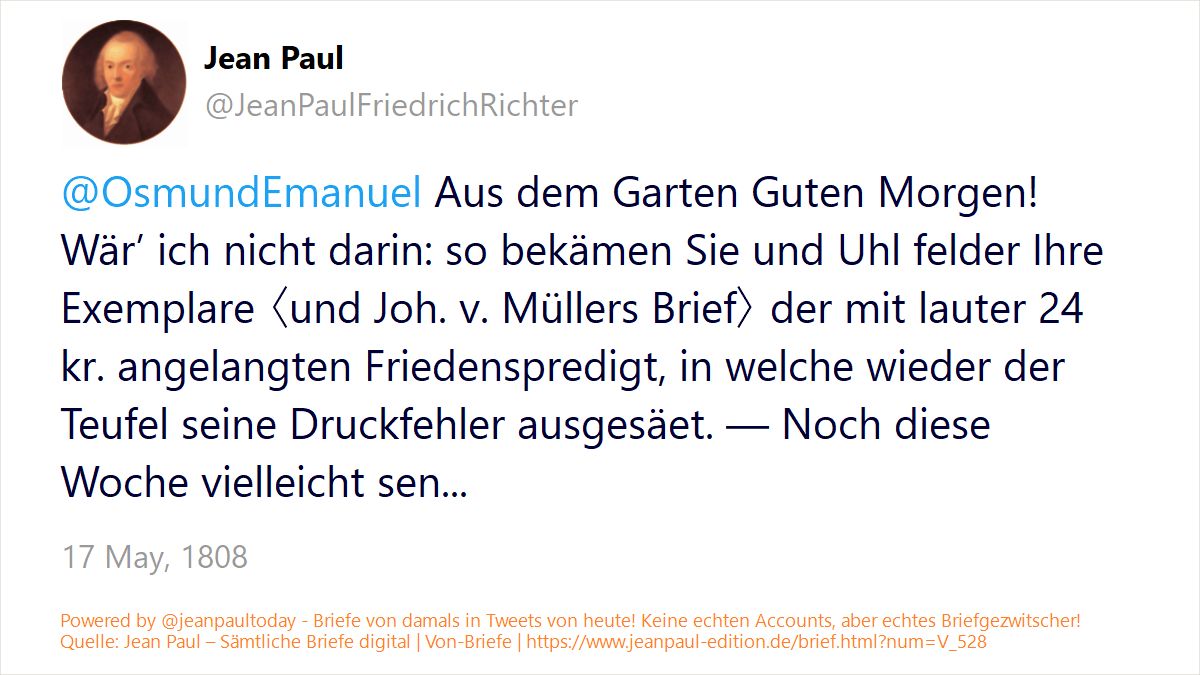 Jean Paul
@JeanPaulFriedrichRichter
@OsmundEmanuel Aus dem Garten Guten Morgen!
Wär’ ich nicht darin: so bekämen Sie und Uhl felder Ihre
Exemplare 〈und Joh. v. Müllers Brief〉 der mit lauter 24
kr. angelangten Friedenspredigt, in welche wieder der
Teufel seine Druckfehler ausgesäet. — Noch diese
Woche vielleicht sen...
17 May, 1808
Powered by @jeanpaultoday - Briefe von damals in Tweets von heute! Keine echten Accounts, aber echtes Briefgezwitscher!
Quelle: Jean Paul – Sämtliche Briefe digital | Von-Briefe | https://www.jeanpaul-edition.de/brief.html?num=V_528